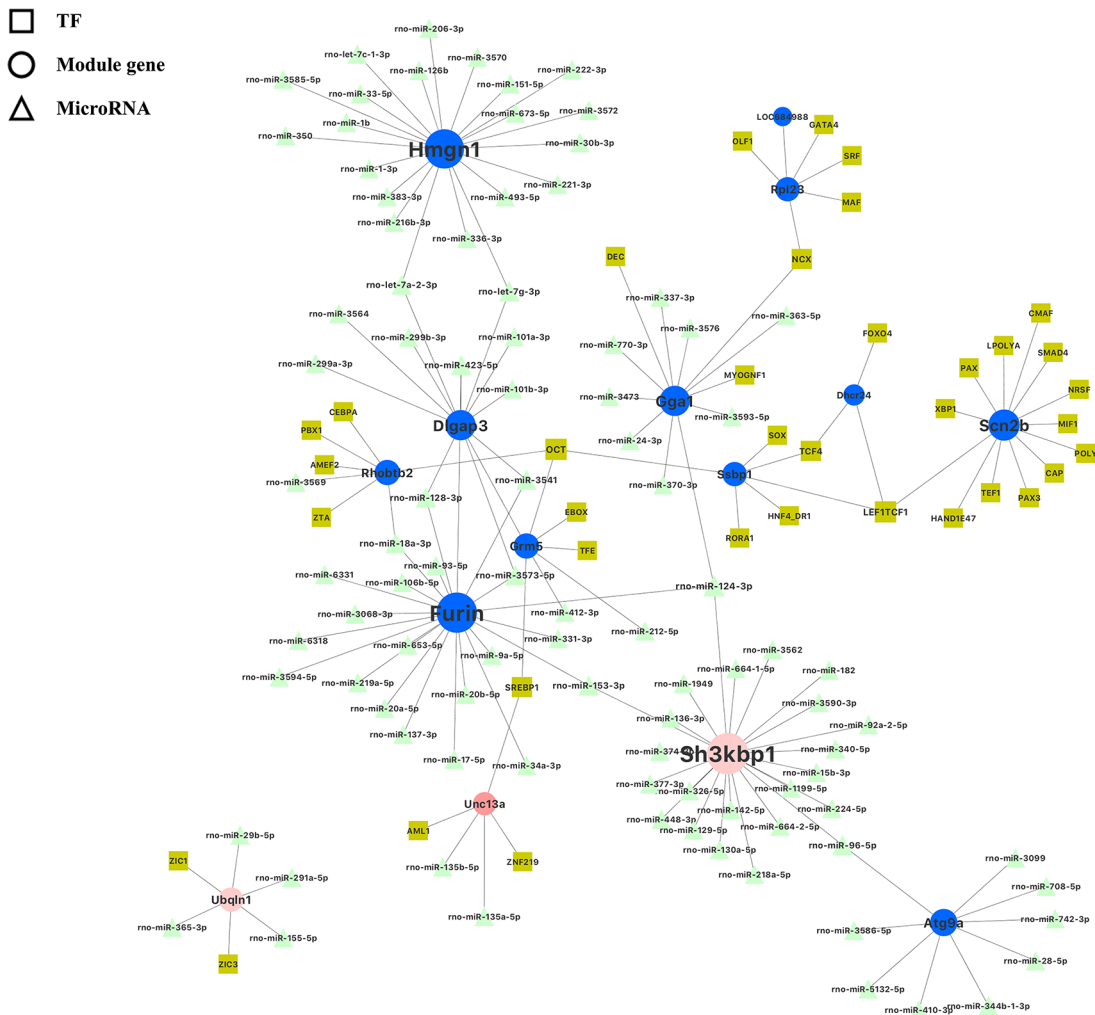 TF
Module gene
MicroRNA
rno-miR-206-3p
rno-let-7c-1-3p
rno-miR-3570
rno-miR-126b
rno-miR-222-3p
rno-miR-3585-5p
rno-miR-151-5p
rno-miR-33-5p
rno-miR-673-5p
rno-miR-3572
rno-miR-1b
rno-miR-350
rno-miR-30b-3p
Hmgn1
rno-miR-1-3p
rno-miR-221-3p
rno-miR-383-3p
rno-miR-493-5p
rno-miR-216b-3p
rno-miR-336-3p
rno-let-7a-2-3p
rno-let-7g-3p
LOC684988
GATA4
OLF1
SRF
Rpl23
MAF
NCX
DEC
rno-miR-337-3p
rno-miR-363-5p
rno-miR-3576
rno-miR-770-3p
MYOGNF1
rno-miR-3473
Gga1
rno-miR-3593-5p
rno-miR-24-3p
rno-miR-370-3p
FOXO4
Dhcr24
CMAF
LPOLYA
SMAD4
PAX
NRSF
XBP1
MIF1
Scn2b
POLY
CAP
TEF1
PAX3
HAND1E47
LEF1TCF1
SOX
TCF4
Ssbp1
HNF4_DR1
RORA1
rno-miR-3564
rno-miR-299b-3p
rno-miR-101a-3p
rno-miR-299a-3p
rno-miR-423-5p
rno-miR-101b-3p
Dlgap3
CEBPA
PBX1
AMEF2
Rhobtb2
rno-miR-3569
ZTA
OCT
rno-miR-3541
rno-miR-128-3p
EBOX
TFE
Grm5
rno-miR-18a-3p
rno-miR-93-5p
rno-miR-6331
rno-miR-106b-5p
rno-miR-3573-5p
rno-miR-124-3p
Furin
rno-miR-3068-3p
rno-miR-412-3p
rno-miR-212-5p
rno-miR-6318
rno-miR-653-5p
rno-miR-331-3p
rno-miR-9a-5p
rno-miR-3594-5p
rno-miR-219a-5p
rno-miR-20b-5p
SREBP1
rno-miR-153-3p
rno-miR-20a-5p
rno-miR-137-3p
rno-miR-17-5p
rno-miR-34a-3p
rno-miR-3562
rno-miR-664-1-5p
rno-miR-182
rno-miR-1949
rno-miR-3590-3p
rno-miR-136-3p
rno-miR-92a-2-5p
Sh3kbp1
rno-miR-340-5p
rno-miR-15b-3p
rno-miR-377-3p
rno-miR-326-5p
rno-miR-1199-5p
rno-miR-142-5p
rno-miR-224-5p
rno-miR-448-3p
rno-miR-129-5p
rno-miR-664-2-5p
rno-miR-130a-5p
rno-miR-96-5p
rno-miR-218a-5p
Unc13a
AML1
ZNF219
rno-miR-135b-5p
rno-miR-135a-5p
rno-miR-29b-5p
ZIC1
rno-miR-291a-5p
Ubqln1
rno-miR-365-3p
rno-miR-155-5p
ZIC3
rno-miR-3099
rno-miR-708-5p
rno-miR-742-3p
Atg9a
rno-miR-3586-5p
rno-miR-28-5p
rno-miR-5132-5p
rno-miR-410-3p
rno-miR-344b-1-3p